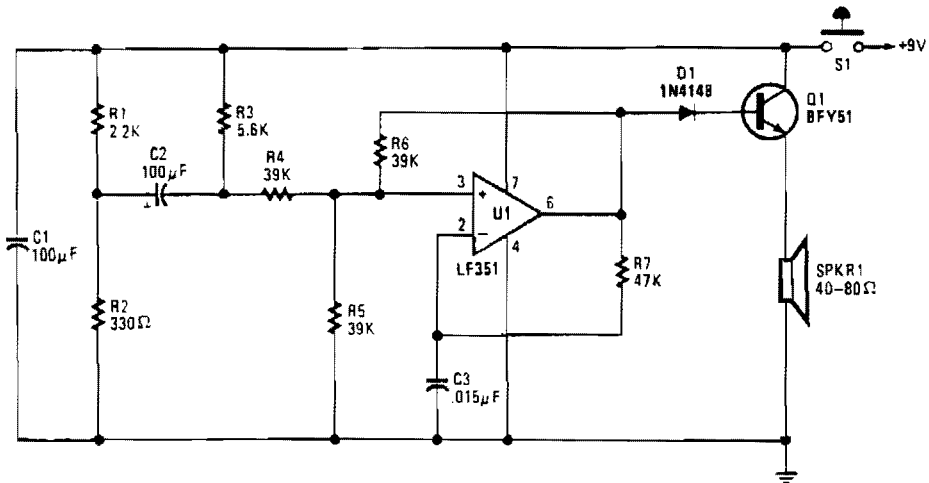 S1
+9V
D1
1N4148
Q1
BFY51
R1
2.2K
R3
5.6K
C2
100µF
+
R4
39K
R6
39K
3
+
7
U1
6
2
−
4
LF351
C1
100µF
R2
330Ω
R5
39K
R7
47K
C3
.015µF
SPKR1
40–80Ω